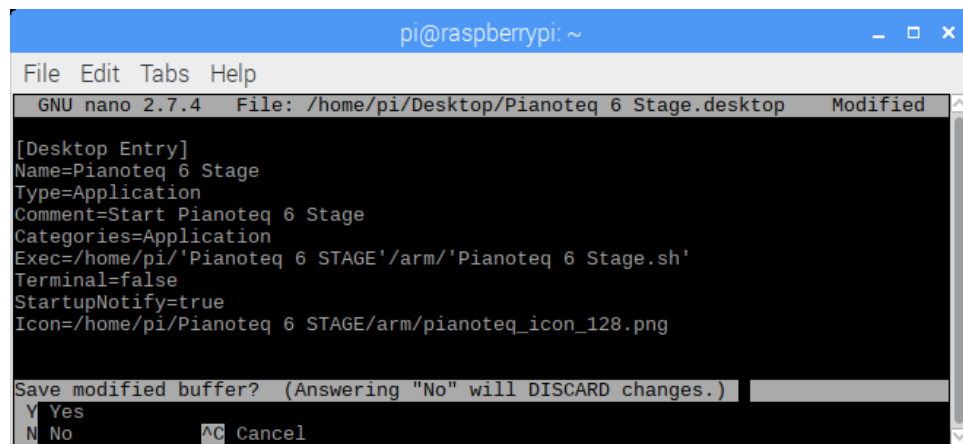 pi@raspberrypi: ~
File Edit Tabs Help
GNU nano 2.7.4 File: /home/pi/Desktop/Pianoteq 6 Stage.desktop Modified
[Desktop Entry]
Name=Pianoteq 6 Stage
Type=Application
Comment=Start Pianoteq 6 Stage
Categories=Application
Exec=/home/pi/'Pianoteq 6 STAGE'/arm/'Pianoteq 6 Stage.sh'
Terminal=false
StartupNotify=true
Icon=/home/pi/Pianoteq 6 STAGE/arm/pianoteq_icon_128.png
Save modified buffer? (Answering "No" will DISCARD changes.)
Y Yes
N No ^C Cancel